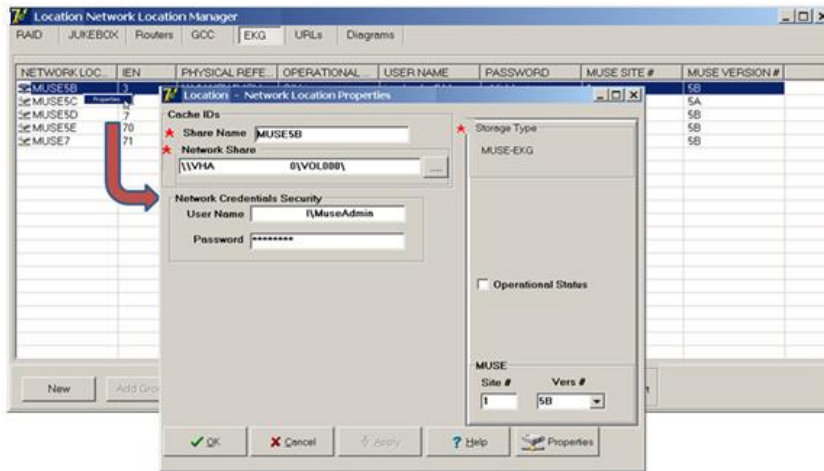 Location Network Location Manager
RAID JUKEBOX Routers GCC EKG URLs Diagrams
NETWORK LOC... IEN PHYSICAL REFE... OPERATIONAL... USER NAME PASSWORD MUSE SITE # MUSE VERSION #
MUSE5B 3 5B
MUSE5C Properties 5A
MUSE5D 7 5B
MUSE5E 70 5B
MUSE7 71 5B
Location - Network Location Properties
Cache IDs
Share Name MUSE5B
Network Share
\\VHA 0\VOL000\ ....
Network Credentials Security
User Name \MuseAdmin
Password ********
Storage Type
MUSE-EKG
Operational Status
MUSE
Site # Vers #
1 5B
New Add Gro
OK Cancel Apply ? Help Properties